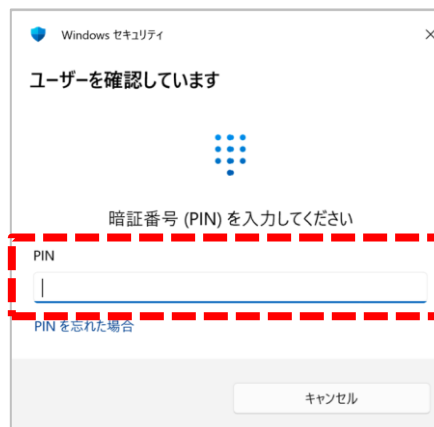 Windows セキュリティ
ユーザーを確認しています
暗証番号 (PIN) を入力してください
PIN
PIN を忘れた場合
キャンセル